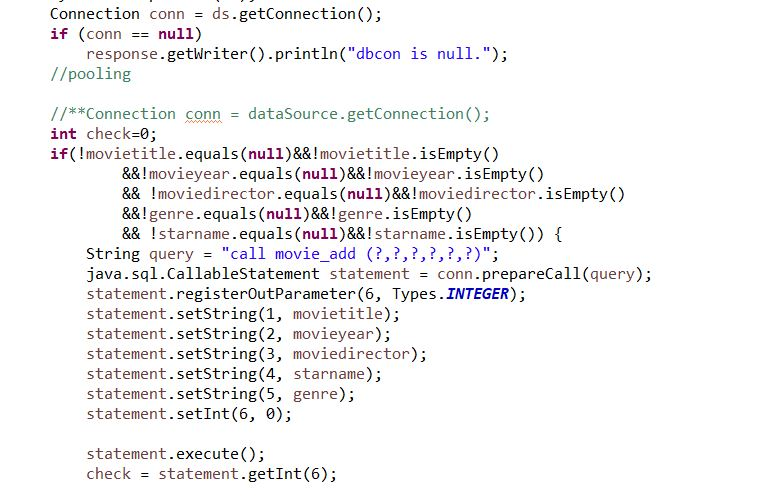 Connection conn = ds.getConnection();
if (conn == null)
    response.getWriter().println("dbcon is null.");
//pooling
//**Connection conn = dataSource.getConnection();
int check=0;
if(!movietitle.equals(null)&&!movietitle.isEmpty()
        &&!movieyear.equals(null)&&!movieyear.isEmpty()
        && !moviedirector.equals(null)&&!moviedirector.isEmpty()
        &&!genre.equals(null)&&!genre.isEmpty()
        && !starname.equals(null)&&!starname.isEmpty()) {
    String query = "call movie_add (?,?,?,?,?,?)";
    java.sql.CallableStatement statement = conn.prepareCall(query);
    statement.registerOutParameter(6, Types.INTEGER);
    statement.setString(1, movietitle);
    statement.setString(2, movieyear);
    statement.setString(3, moviedirector);
    statement.setString(4, starname);
    statement.setString(5, genre);
    statement.setInt(6, 0);
    statement.execute();
    check = statement.getInt(6);